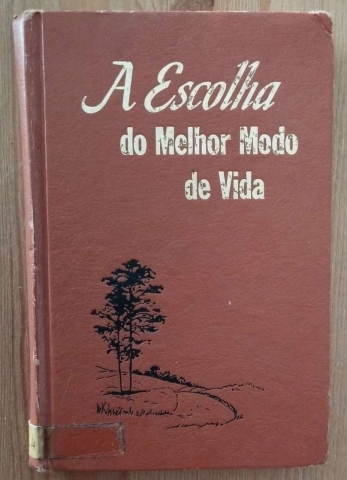 A Escolha
do Melhor Modo
de Vida